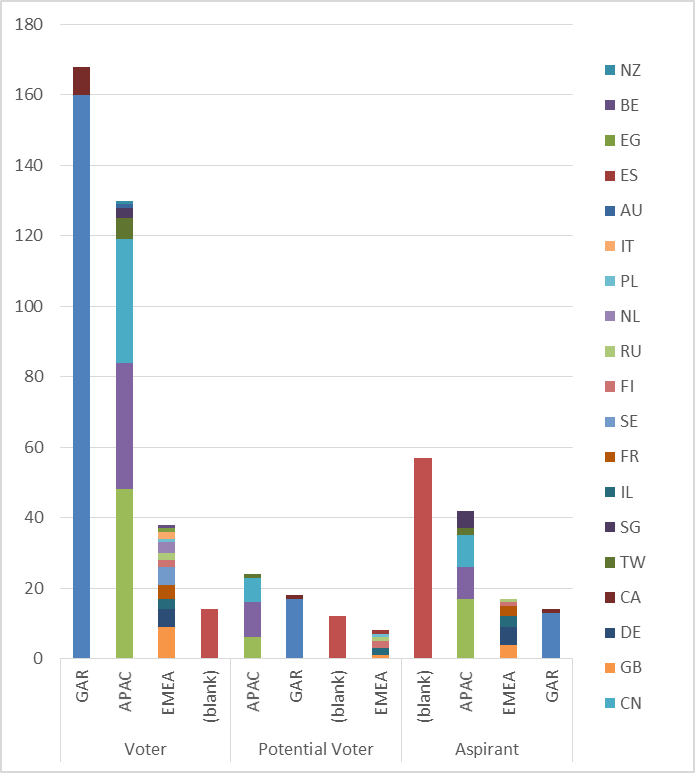 180
160
140
120
100
80
60
40
20
0
GAR
APAC
EMEA
(blank)
APAC
GAR
(blank)
EMEA
(blank)
APAC
EMEA
GAR
Voter
Potential Voter
Aspirant
NZ
BE
EG
ES
AU
IT
PL
NL
RU
FI
SE
FR
IL
SG
TW
CA
DE
GB
CN